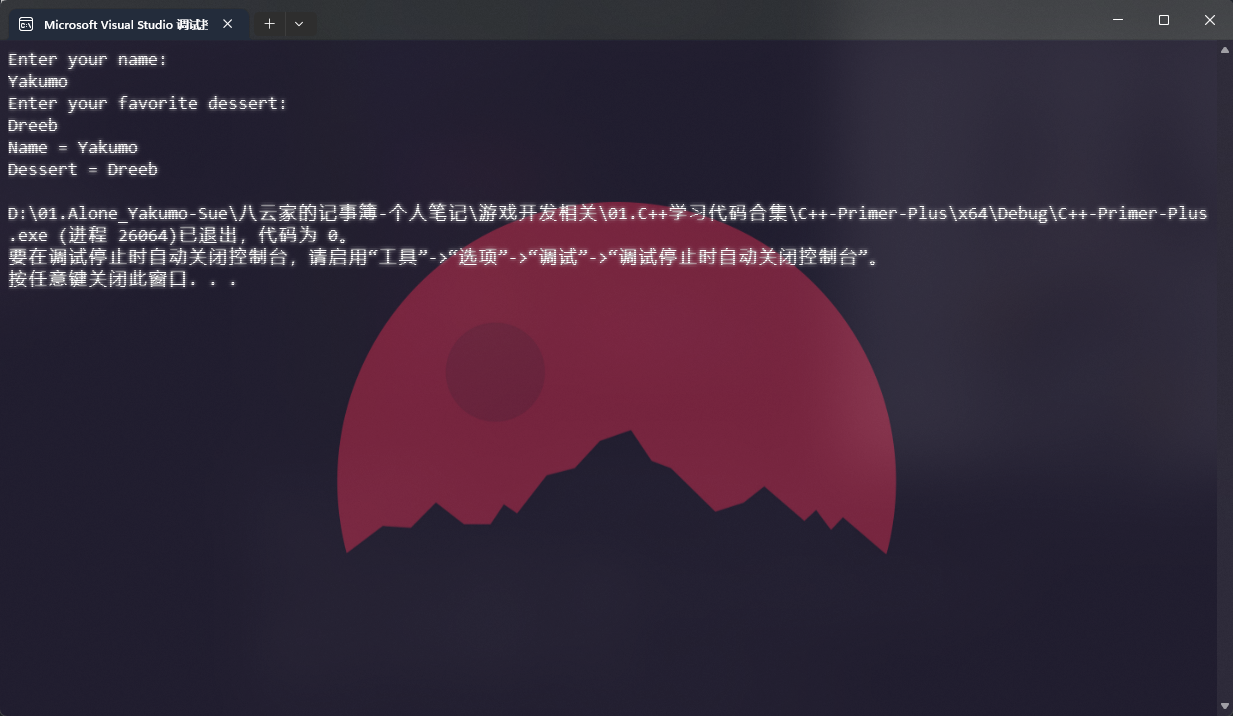 Microsoft Visual Studio 调试
Enter your name:
Yakumo
Enter your favorite dessert:
Dreeb
Name = Yakumo
Dessert = Dreeb
D:\01.Alone_Yakumo-Sue\八云家的记事簿-个人笔记\游戏开发相关\01.C++学习代码合集\C++-Primer-Plus\x64\Debug\C++-Primer-Plus
.exe (进程 26064)已退出，代码为 0。
要在调试停止时自动关闭控制台，请启用“工具”->“选项”->“调试”->“调试停止时自动关闭控制台”。
按任意键关闭此窗口. . .